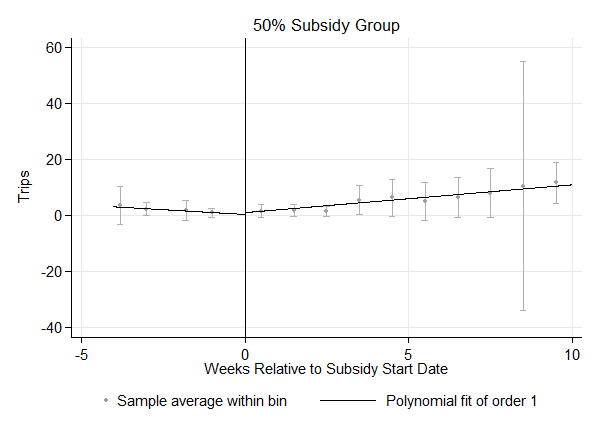 50% Subsidy Group
Trips
60
40
20
0
-20
-40
-5
0
5
10
Weeks Relative to Subsidy Start Date
Sample average within bin
Polynomial fit of order 1